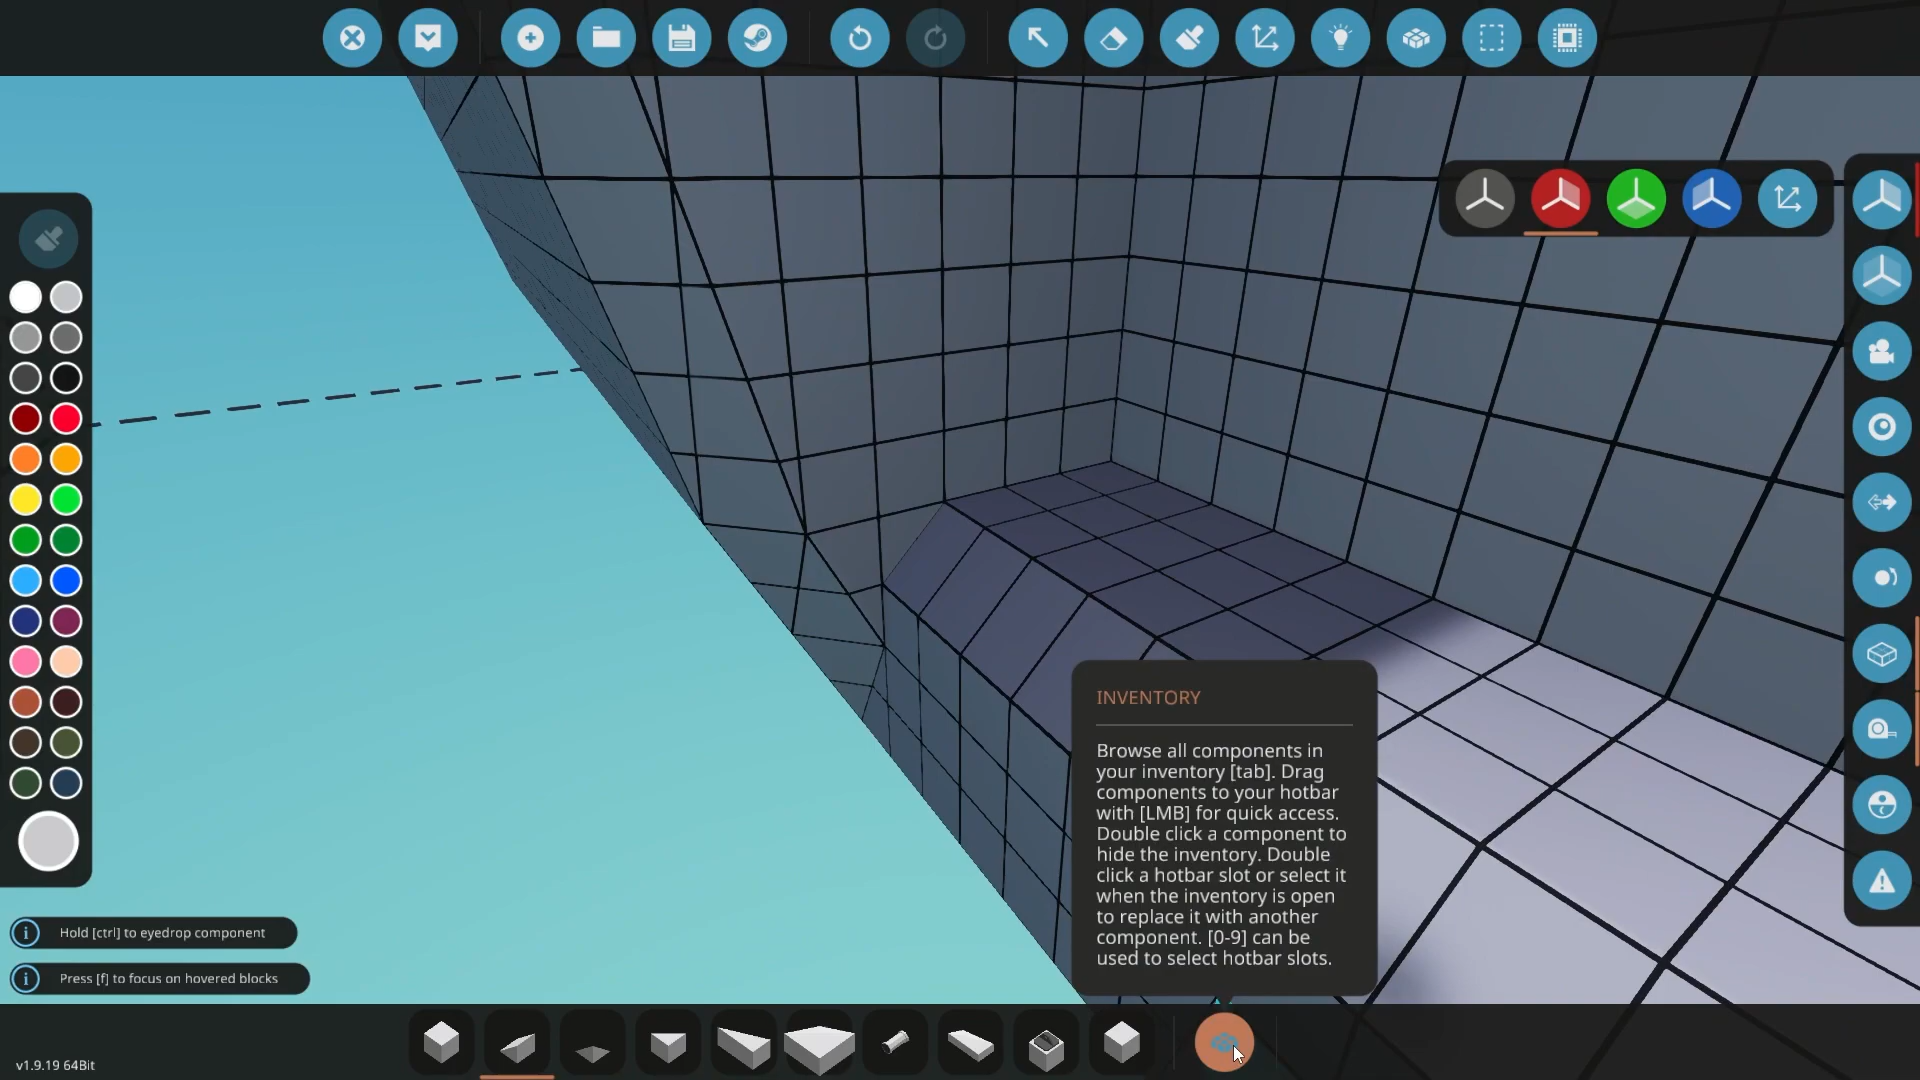 INVENTORY
Browse all components in
your inventory [tab]. Drag
components to your hotbar
with [LMB] for quick access.
Double click a component to
hide the inventory. Double
click a hotbar slot or select it
when the inventory is open
to replace it with another
component. [0-9] can be
used to select hotbar slots.
Hold [ctrl] to eyedrop component
Press [f] to focus on hovered blocks
v1.9.19 64Bit